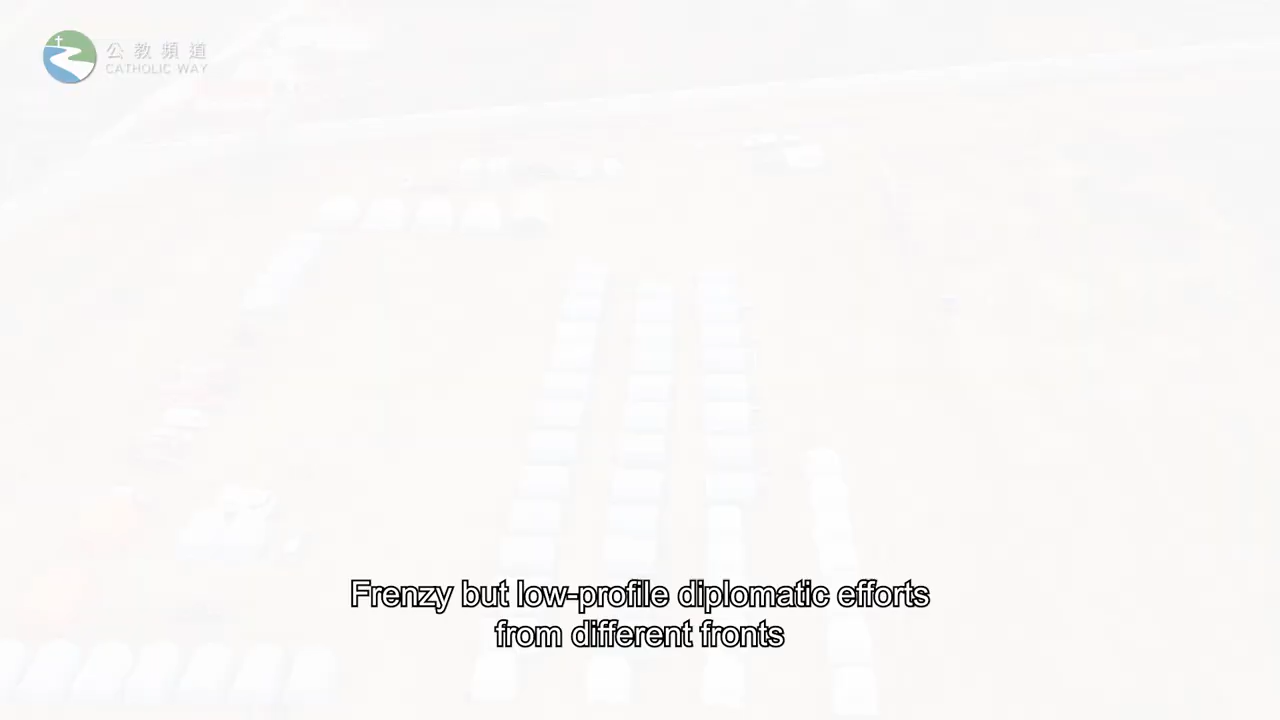 公教頻道
CATHOLIC WAY
Frenzy but low-profile diplomatic efforts
from different fronts